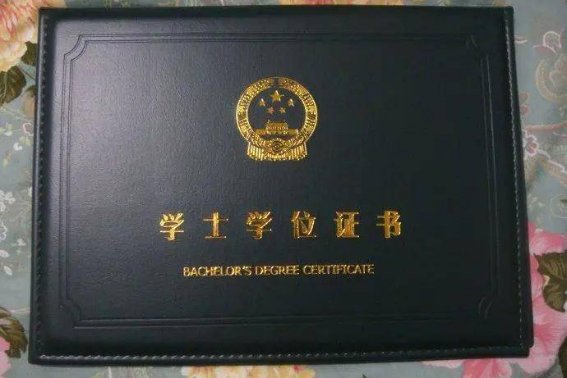 学士学位证书
BACHELOR'S DEGREE CERTIFICATE